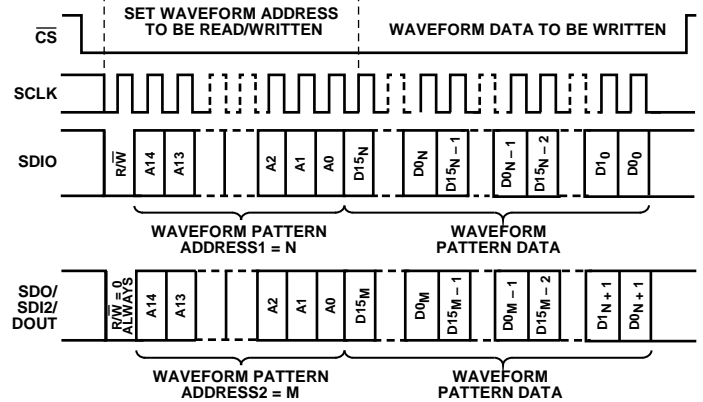 SET WAVEFORM ADDRESS
TO BE READ/WRITTEN
WAVEFORM DATA TO BE WRITTEN
CS
SCLK
SDIO
R/W
A14
A13
A2
A1
A0
D15N
D0N
D15N – 1
D0N – 1
D15N – 2
D10
D00
WAVEFORM PATTERN
ADDRESS1 = N
WAVEFORM
PATTERN DATA
SDO/
SDI2/
DOUT
R/W = 0
ALWAYS
A14
A13
A2
A1
A0
D15M
D0M
D15M – 1
D0M – 1
D15M – 2
D1N + 1
D0N + 1
WAVEFORM PATTERN
ADDRESS2 = M
WAVEFORM
PATTERN DATA